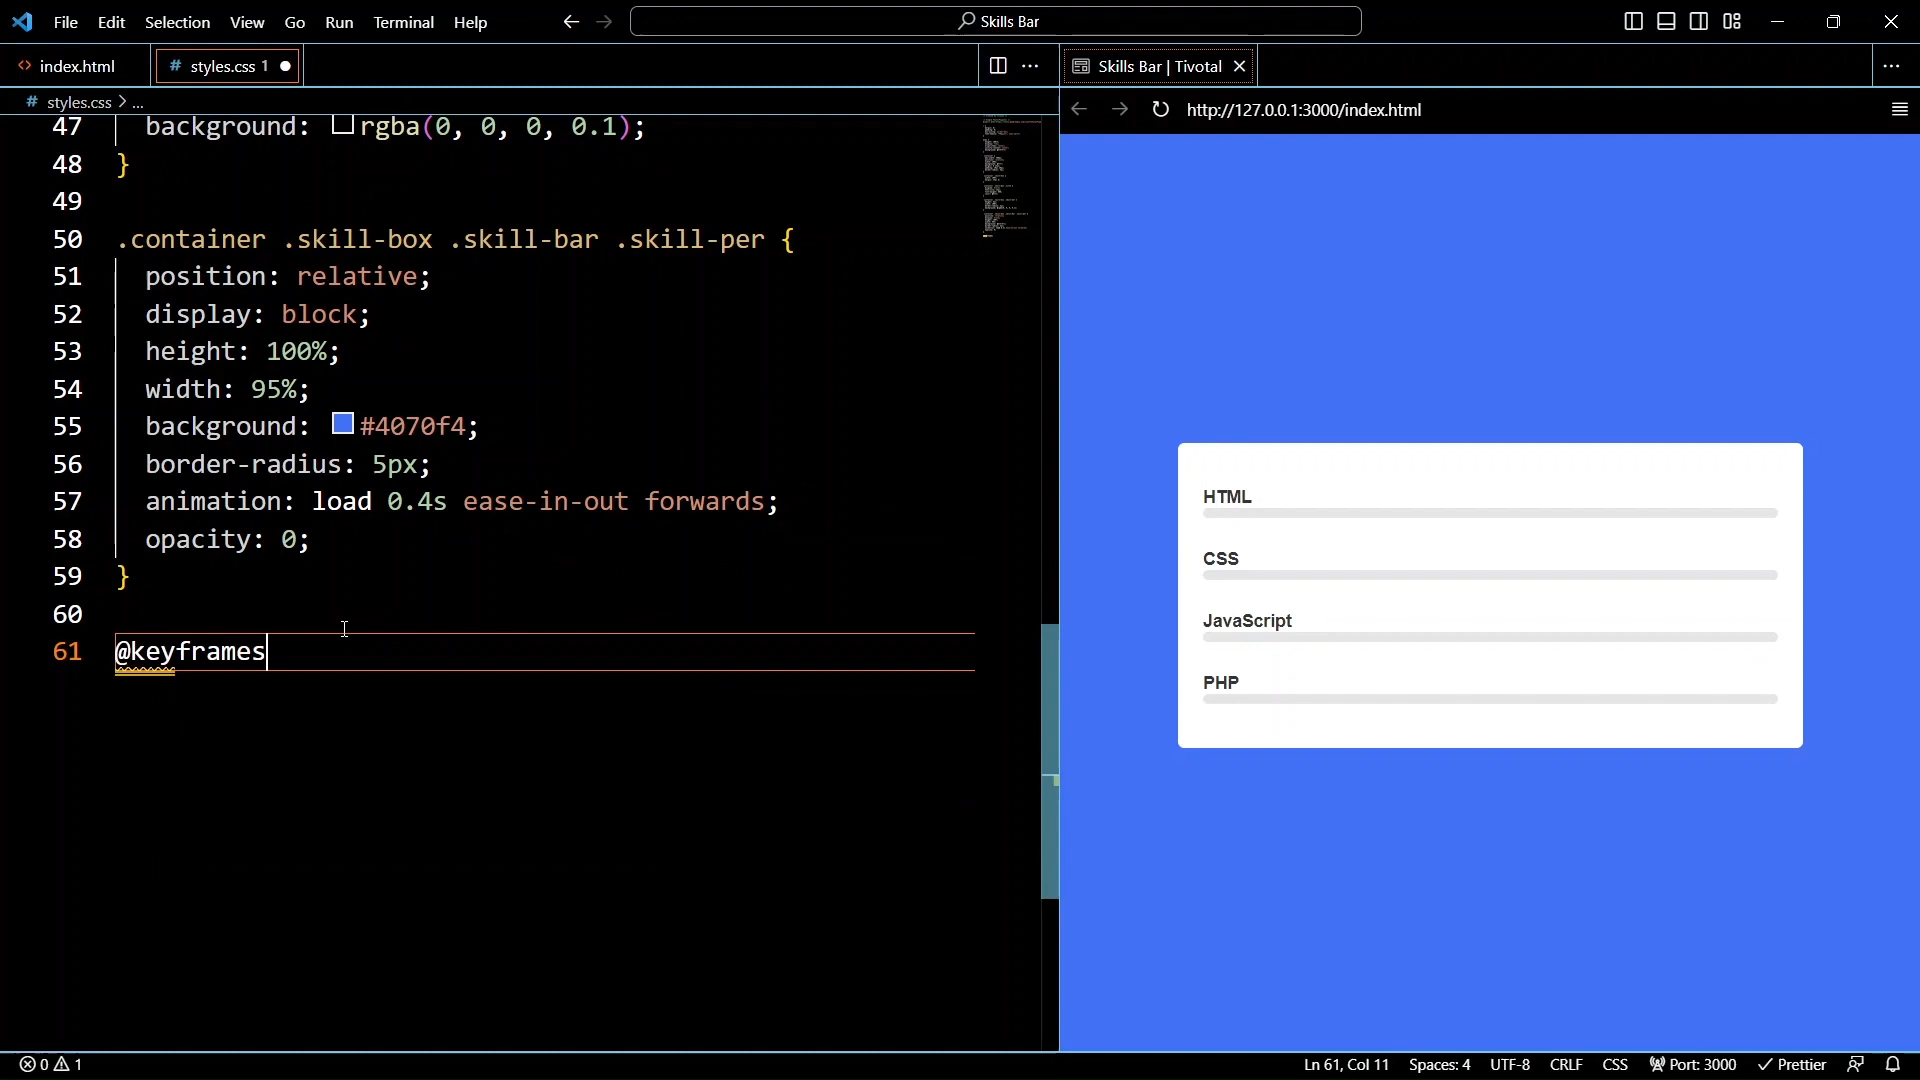 File Edit Selection View Go Run Terminal Help
Skills Bar
index.html
# styles.css 1
Skills Bar | Tivotal
# styles.css > ...
http://127.0.0.1:3000/index.html
47 background: rgba(0, 0, 0, 0.1);
48 }
49
50 .container .skill-box .skill-bar .skill-per {
51 position: relative;
52 display: block;
53 height: 100%;
54 width: 95%;
55 background: #4070f4;
56 border-radius: 5px;
57 animation: load 0.4s ease-in-out forwards;
58 opacity: 0;
59 }
60
61 @keyframes
HTML
CSS
JavaScript
PHP
0 1
Ln 61, Col 11 Spaces: 4 UTF-8 CRLF CSS Port: 3000 Prettier